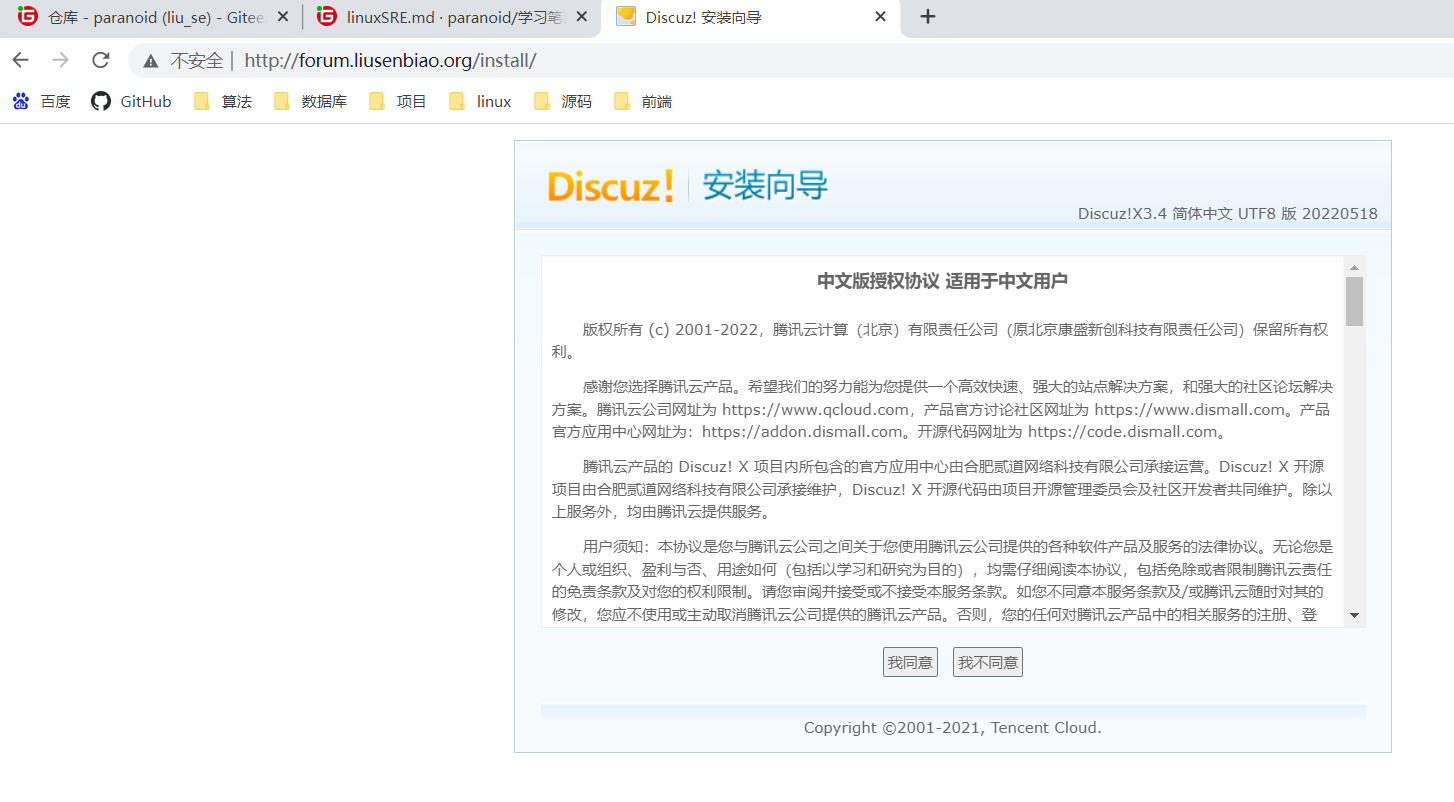 仓库 - paranoid (liu_se) - Gitee
linuxSRE.md · paranoid/学习笔
Discuz! 安装向导
不安全 | http://forum.liusenbiao.org/install/
百度 GitHub 算法 数据库 项目 linux 源码 前端
Discuz! 安装向导
Discuz!X3.4 简体中文 UTF8 版 20220518
中文版授权协议 适用于中文用户
版权所有 (c) 2001-2022，腾讯云计算（北京）有限责任公司（原北京康盛新创科技有限责任公司）保留所有权
利。
感谢您选择腾讯云产品。希望我们的努力能为您提供一个高效快速、强大的站点解决方案，和强大的社区论坛解决
方案。腾讯云公司网址为 https://www.qcloud.com，产品官方讨论社区网址为 https://www.dismall.com。产品
官方应用中心网址为：https://addon.dismall.com。开源代码网址为 https://code.dismall.com。
腾讯云产品的 Discuz! X 项目内所包含的官方应用中心由合肥贰道网络科技有限公司承接运营。Discuz! X 开源
项目由合肥贰道网络科技有限公司承接维护，Discuz! X 开源代码由项目开源管理委员会及社区开发者共同维护。除以
上服务外，均由腾讯云提供服务。
用户须知：本协议是您与腾讯云公司之间关于您使用腾讯云公司提供的各种软件产品及服务的法律协议。无论您是
个人或组织、盈利与否、用途如何（包括以学习和研究为目的），均需仔细阅读本协议，包括免除或者限制腾讯云责任
的免责条款及对您的权利限制。请您审阅并接受或不接受本服务条款。如您不同意本服务条款及/或腾讯云随时对其的
修改，您应不使用或主动取消腾讯云公司提供的腾讯云产品。否则，您的任何对腾讯云产品中的相关服务的注册、登
我同意 我不同意
Copyright ©2001-2021, Tencent Cloud.